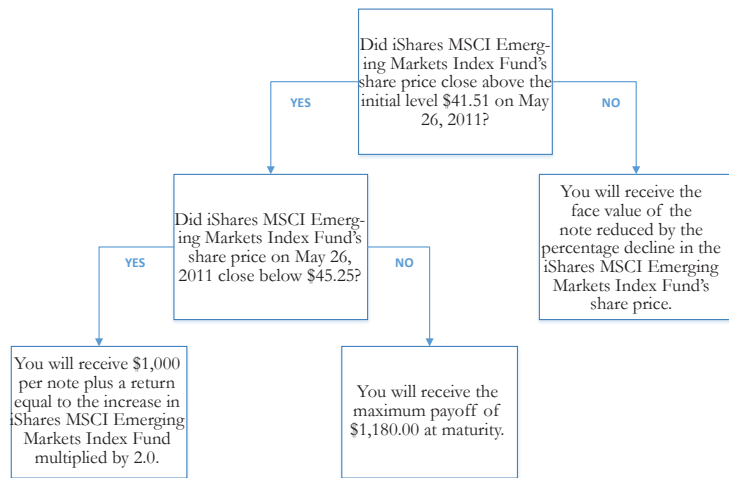 Did iShares MSCI Emerg-
ing Markets Index Fund's
share price close above the
initial level $41.51 on May
26, 2011?
YES
NO
Did iShares MSCI Emerg-
ing Markets Index Fund's
share price on May 26,
2011 close below $45.25?
You will receive the
face value of the
note reduced by the
percentage decline in the
iShares MSCI Emerging
Markets Index Fund's
share price.
YES
NO
You will receive $1,000
per note plus a return
equal to the increase in
iShares MSCI Emerging
Markets Index Fund
multiplied by 2.0.
You will receive the
maximum payoff of
$1,180.00 at maturity.